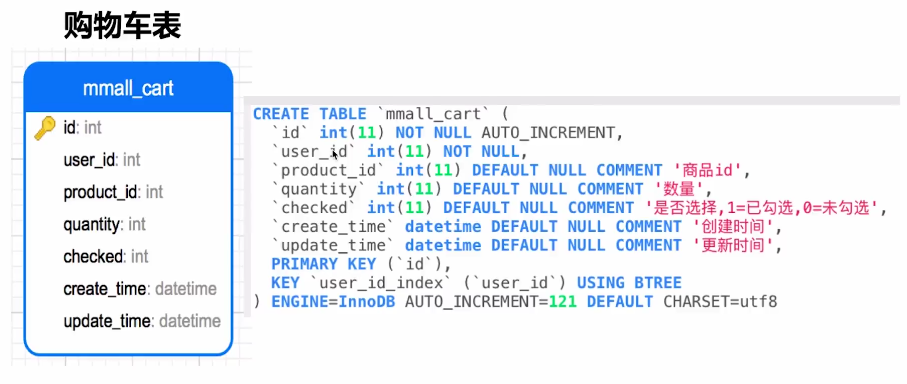 购物车表
mmall_cart
id: int
user_id: int
product_id: int
quantity: int
checked: int
create_time: datetime
update_time: datetime
CREATE TABLE `mmall_cart` (
`id` int(11) NOT NULL AUTO_INCREMENT,
`user_id` int(11) NOT NULL,
`product_id` int(11) DEFAULT NULL COMMENT '商品id',
`quantity` int(11) DEFAULT NULL COMMENT '数量',
`checked` int(11) DEFAULT NULL COMMENT '是否选择,1=已勾选,0=未勾选',
`create_time` datetime DEFAULT NULL COMMENT '创建时间',
`update_time` datetime DEFAULT NULL COMMENT '更新时间',
PRIMARY KEY (`id`),
KEY `user_id_index` (`user_id`) USING BTREE
) ENGINE=InnoDB AUTO_INCREMENT=121 DEFAULT CHARSET=utf8